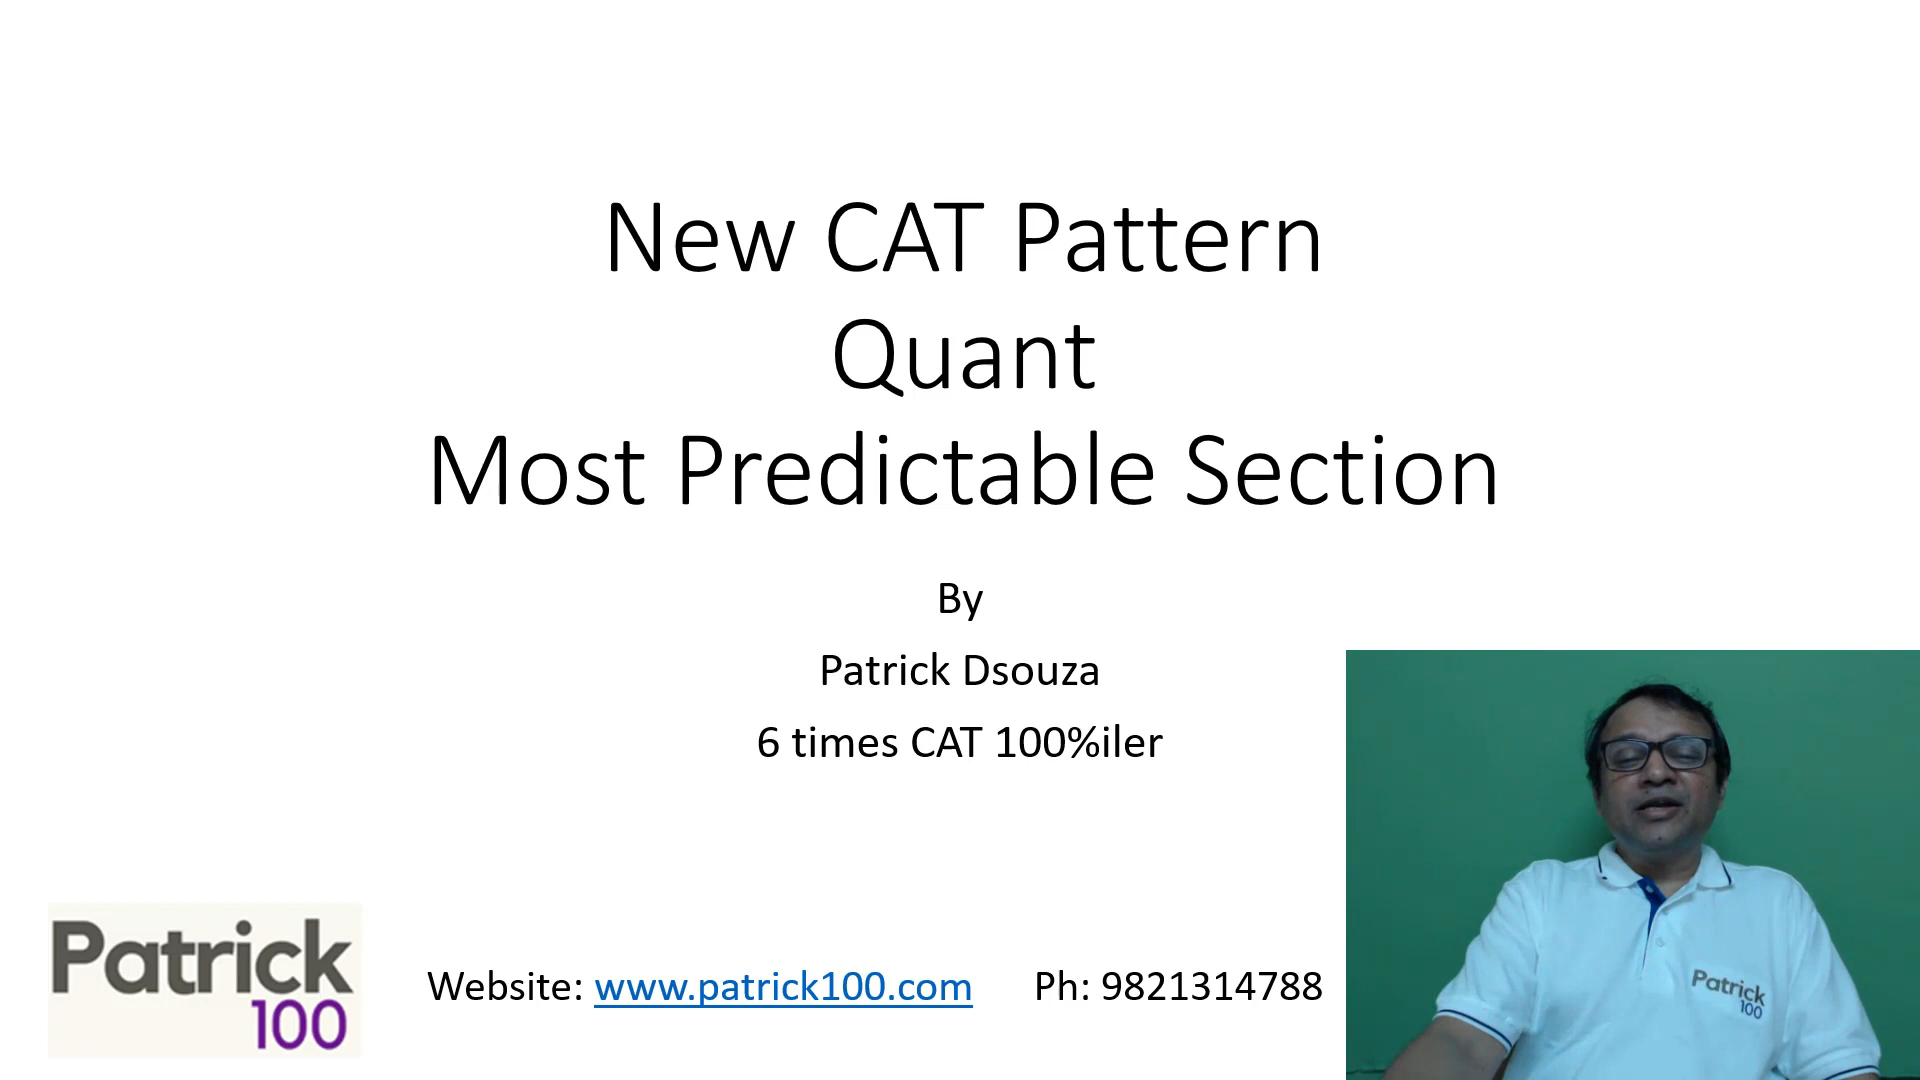 New CAT Pattern
Quant
Most Predictable Section
By
Patrick Dsouza
6 times CAT 100%iler
Patrick
100
Website: www.patrick100.com Ph: 9821314788
Patrick
100